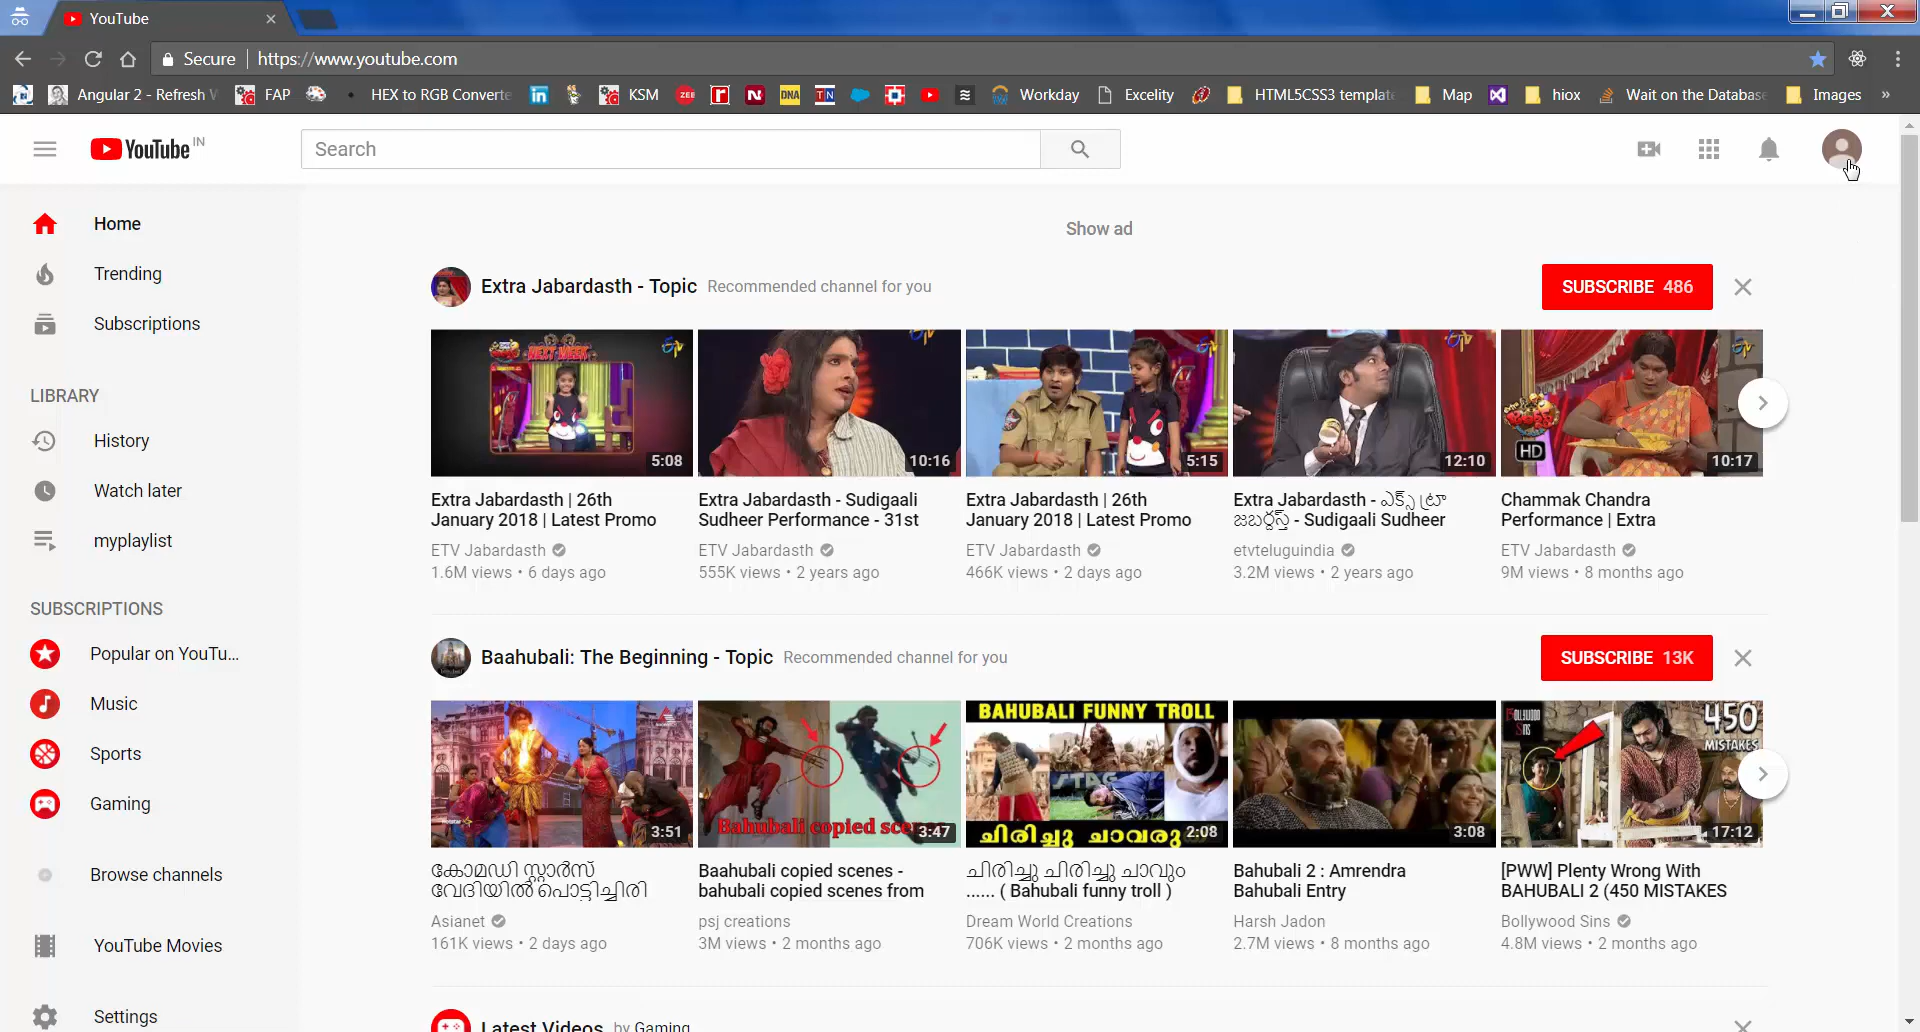 YouTube
Secure
https://www.youtube.com
Angular 2 - Refresh
FAP
HEX to RGB Converte
KSM
Workday
Excelity
HTML5CSS3 templat
Map
hiox
Wait on the Databas
Images
»
YouTube IN
Search
Home
Trending
Subscriptions
LIBRARY
History
Watch later
myplaylist
SUBSCRIPTIONS
Popular on YouTu...
Music
Sports
Gaming
Browse channels
YouTube Movies
Settings
Show ad
Extra Jabardasth - Topic Recommended channel for you
SUBSCRIBE 486
NEXT WEEK
5:08
10:16
5:15
12:10
HD
10:17
Extra Jabardasth | 26th
January 2018 | Latest Promo
ETV Jabardasth
1.6M views • 6 days ago
Extra Jabardasth - Sudigaali
Sudheer Performance - 31st
ETV Jabardasth
555K views • 2 years ago
Extra Jabardasth | 26th
January 2018 | Latest Promo
ETV Jabardasth
466K views • 2 days ago
Extra Jabardasth - ఎక్స్ ట్రా
జబర్దస్త్ - Sudigaali Sudheer
etvteluguindia
3.2M views • 2 years ago
Chammak Chandra
Performance | Extra
ETV Jabardasth
9M views • 8 months ago
Baahubali: The Beginning - Topic Recommended channel for you
SUBSCRIBE 13K
3:51
Bahubali copied scenes
3:47
BAHUBALI FUNNY TROLL
ചിരിച്ചു ചാവരു
2:08
3:08
BOLLYWOOD
SINS
450
MISTAKES
17:12
കോമഡി സ്റ്റാർസ്
വേദിയിൽ പൊട്ടിച്ചിരി
Asianet
161K views • 2 days ago
Baahubali copied scenes -
bahubali copied scenes from
psj creations
3M views • 2 months ago
ചിരിച്ചു ചിരിച്ചു ചാവും
...... ( Bahubali funny troll )
Dream World Creations
706K views • 2 months ago
Bahubali 2 : Amrendra
Bahubali Entry
Harsh Jadon
2.7M views • 8 months ago
[PWW] Plenty Wrong With
BAHUBALI 2 (450 MISTAKES
Bollywood Sins
4.8M views • 2 months ago
Latest Videos by Gaming